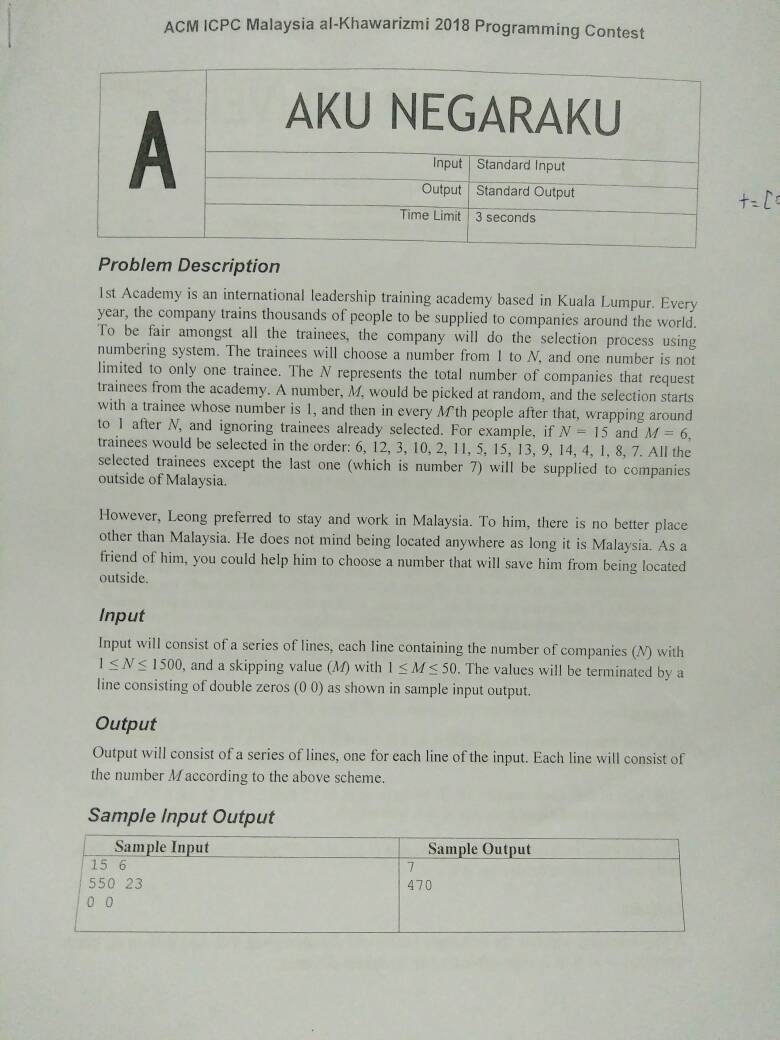 ACM ICPC Malaysia al-Khawarizmi 2018 Programming Contest
A
AKU NEGARAKU
Input Standard Input
Output Standard Output
Time Limit 3 seconds
Problem Description
1st Academy is an international leadership training academy based in Kuala Lumpur. Every
year, the company trains thousands of people to be supplied to companies around the world.
To be fair amongst all the trainees, the company will do the selection process using
numbering system. The trainees will choose a number from 1 to N, and one number is not
limited to only one trainee. The N represents the total number of companies that request
trainees from the academy. A number, M, would be picked at random, and the selection starts
with a trainee whose number is 1, and then in every M'th people after that, wrapping around
to 1 after N, and ignoring trainees already selected. For example, if N = 15 and M = 6,
trainees would be selected in the order: 6, 12, 3, 10, 2, 11, 5, 15, 13, 9, 14, 4, 1, 8, 7. All the
selected trainees except the last one (which is number 7) will be supplied to companies
outside of Malaysia.
However, Leong preferred to stay and work in Malaysia. To him, there is no better place
other than Malaysia. He does not mind being located anywhere as long it is Malaysia. As a
friend of him, you could help him to choose a number that will save him from being located
outside.
Input
Input will consist of a series of lines, each line containing the number of companies (N) with
1 ≤ N ≤ 1500, and a skipping value (M) with 1 ≤ M ≤ 50. The values will be terminated by a
line consisting of double zeros (0 0) as shown in sample input output.
Output
Output will consist of a series of lines, one for each line of the input. Each line will consist of
the number M according to the above scheme.
Sample Input Output
Sample Input Sample Output
15 6 7
550 23 470
0 0